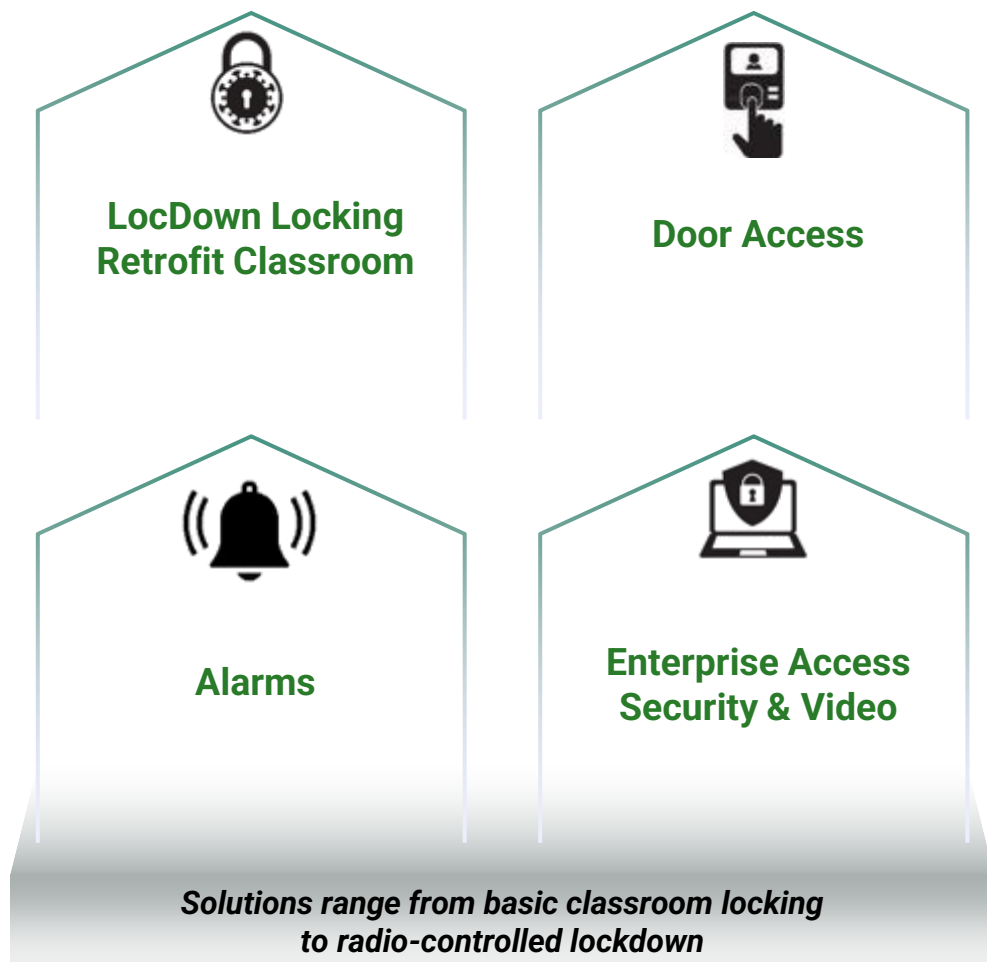 LocDown Locking
Retrofit Classroom
Door Access
Alarms
Enterprise Access
Security & Video
Solutions range from basic classroom locking
to radio-controlled lockdown